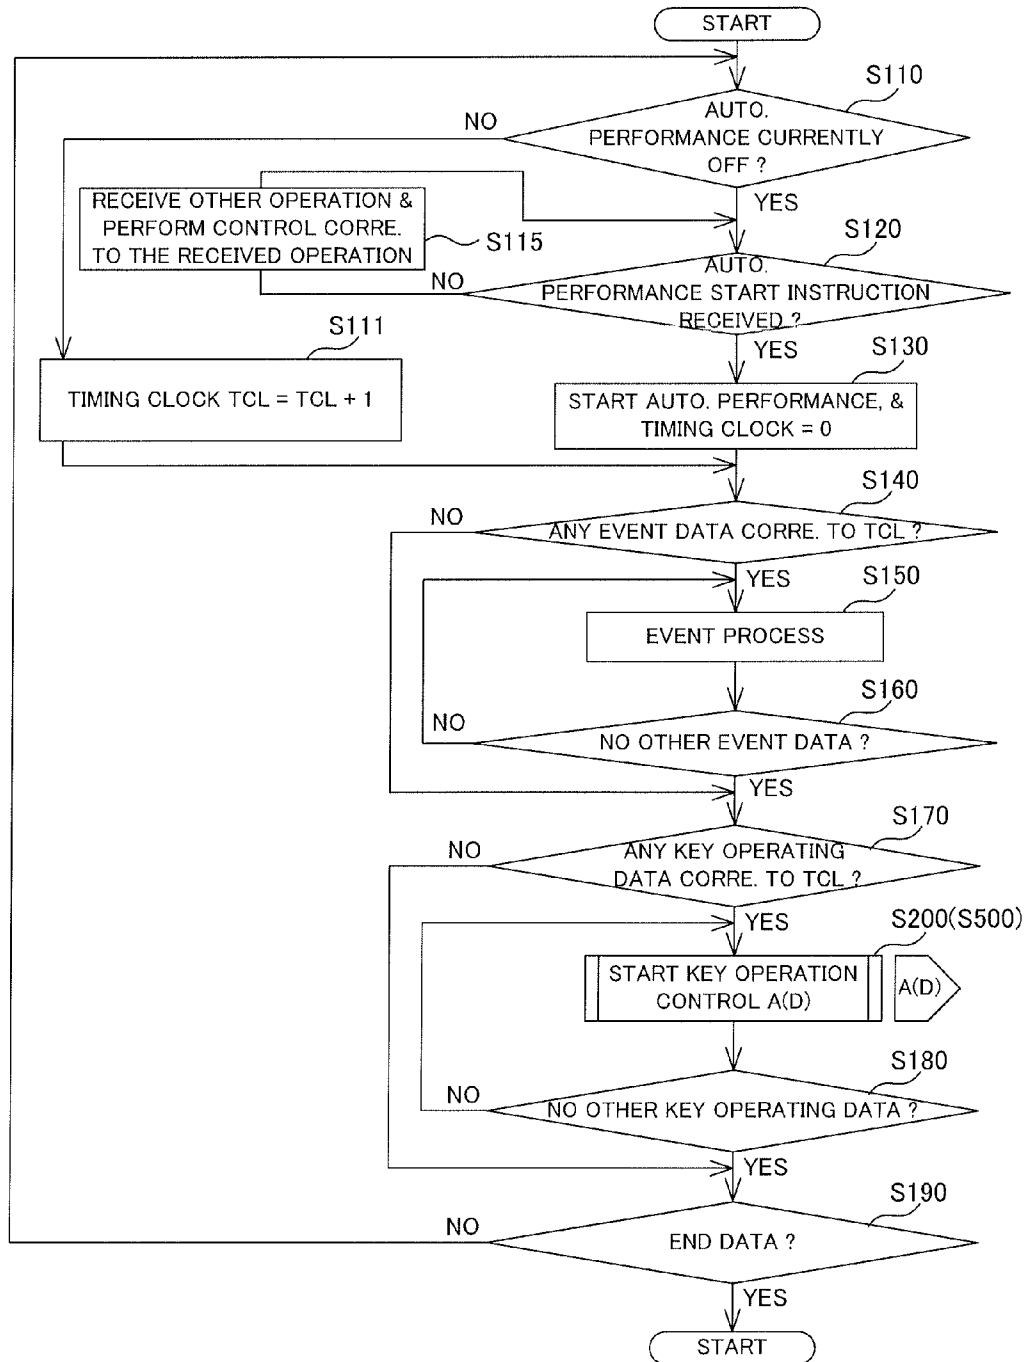 START
S110
AUTO.
PERFORMANCE CURRENTLY
OFF ?
NO
YES
RECEIVE OTHER OPERATION &
PERFORM CONTROL CORRE.
TO THE RECEIVED OPERATION
S115
S120
AUTO.
PERFORMANCE START INSTRUCTION
RECEIVED ?
NO
YES
S111
TIMING CLOCK TCL = TCL + 1
S130
START AUTO. PERFORMANCE, &
TIMING CLOCK = 0
S140
NO
ANY EVENT DATA CORRE. TO TCL ?
YES
S150
EVENT PROCESS
S160
NO
NO OTHER EVENT DATA ?
YES
S170
NO
ANY KEY OPERATING
DATA CORRE. TO TCL ?
YES
S200(S500)
START KEY OPERATION
CONTROL A(D)
A(D)
S180
NO
NO OTHER KEY OPERATING DATA ?
YES
S190
NO
END DATA ?
YES
START